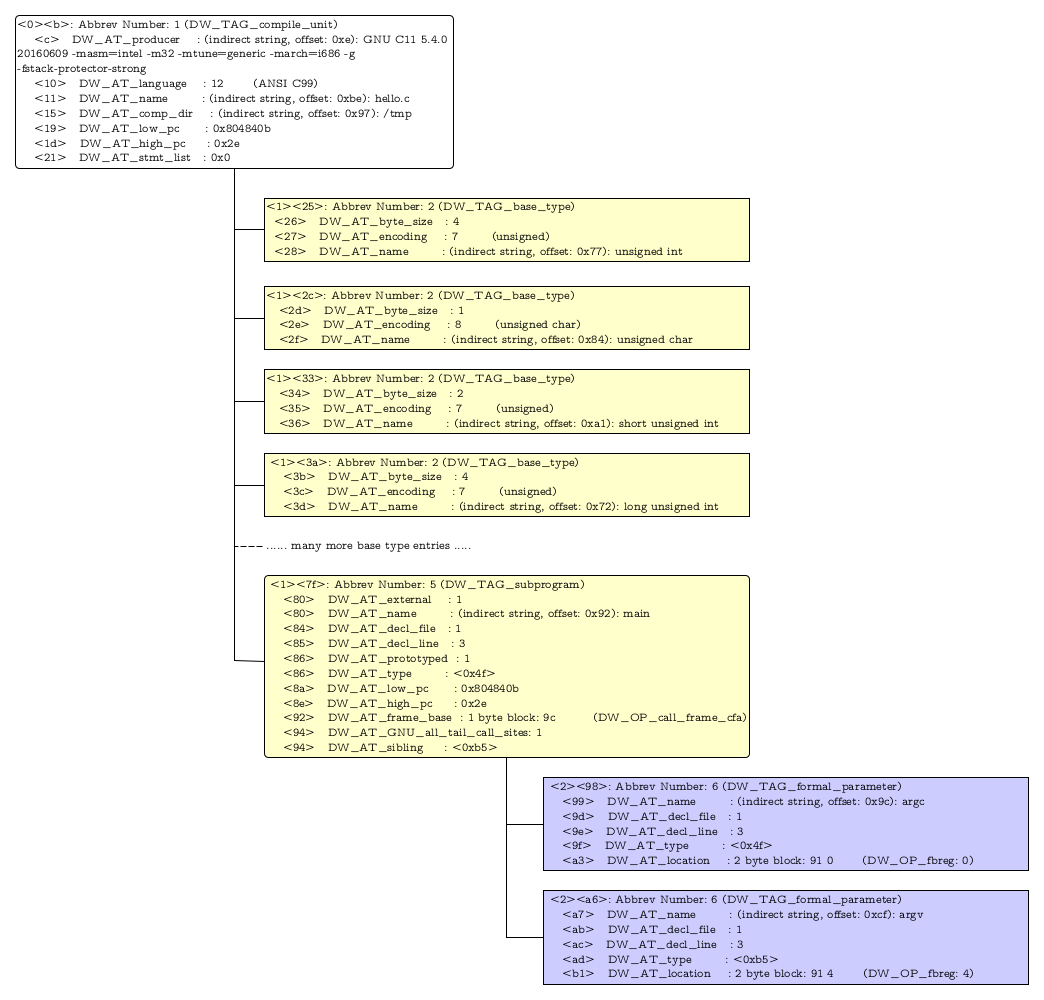 <0><b>: Abbrev Number: 1 (DW_TAG_compile_unit)
<c> DW_AT_producer : (indirect string, offset: 0xe): GNU C11 5.4.0
20160609 -masm=intel -m32 -mtune=generic -march=i686 -g
-fstack-protector-strong
<10> DW_AT_language : 12 (ANSI C99)
<11> DW_AT_name : (indirect string, offset: 0xbe): hello.c
<15> DW_AT_comp_dir : (indirect string, offset: 0x97): /tmp
<19> DW_AT_low_pc : 0x804840b
<1d> DW_AT_high_pc : 0x2e
<21> DW_AT_stmt_list : 0x0
<1><25>: Abbrev Number: 2 (DW_TAG_base_type)
<26> DW_AT_byte_size : 4
<27> DW_AT_encoding : 7 (unsigned)
<28> DW_AT_name : (indirect string, offset: 0x77): unsigned int
<1><2c>: Abbrev Number: 2 (DW_TAG_base_type)
<2d> DW_AT_byte_size : 1
<2e> DW_AT_encoding : 8 (unsigned char)
<2f> DW_AT_name : (indirect string, offset: 0x84): unsigned char
<1><33>: Abbrev Number: 2 (DW_TAG_base_type)
<34> DW_AT_byte_size : 2
<35> DW_AT_encoding : 7 (unsigned)
<36> DW_AT_name : (indirect string, offset: 0xa1): short unsigned int
<1><3a>: Abbrev Number: 2 (DW_TAG_base_type)
<3b> DW_AT_byte_size : 4
<3c> DW_AT_encoding : 7 (unsigned)
<3d> DW_AT_name : (indirect string, offset: 0x72): long unsigned int
...... many more base type entries .....
<1><7f>: Abbrev Number: 5 (DW_TAG_subprogram)
<80> DW_AT_external : 1
<80> DW_AT_name : (indirect string, offset: 0x92): main
<84> DW_AT_decl_file : 1
<85> DW_AT_decl_line : 3
<86> DW_AT_prototyped : 1
<86> DW_AT_type : <0x4f>
<8a> DW_AT_low_pc : 0x804840b
<8e> DW_AT_high_pc : 0x2e
<92> DW_AT_frame_base : 1 byte block: 9c (DW_OP_call_frame_cfa)
<94> DW_AT_GNU_all_tail_call_sites: 1
<94> DW_AT_sibling : <0xb5>
<2><98>: Abbrev Number: 6 (DW_TAG_formal_parameter)
<99> DW_AT_name : (indirect string, offset: 0x9c): argc
<9d> DW_AT_decl_file : 1
<9e> DW_AT_decl_line : 3
<9f> DW_AT_type : <0x4f>
<a3> DW_AT_location : 2 byte block: 91 0 (DW_OP_fbreg: 0)
<2><a6>: Abbrev Number: 6 (DW_TAG_formal_parameter)
<a7> DW_AT_name : (indirect string, offset: 0xcf): argv
<ab> DW_AT_decl_file : 1
<ac> DW_AT_decl_line : 3
<ad> DW_AT_type : <0xb5>
<b1> DW_AT_location : 2 byte block: 91 4 (DW_OP_fbreg: 4)